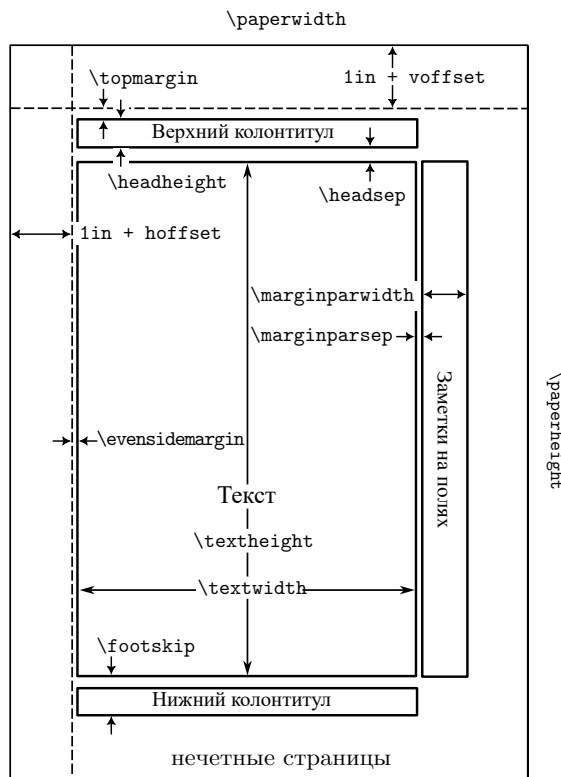 \paperwidth
\topmargin
1in + voffset
Верхний колонтитул
\headheight
\headsep
1in + hoffset
\marginparwidth
\marginparsep
Заметки на полях
\paperheight
\evensidemargin
Текст
\textheight
\textwidth
\footskip
Нижний колонтитул
нечетные страницы